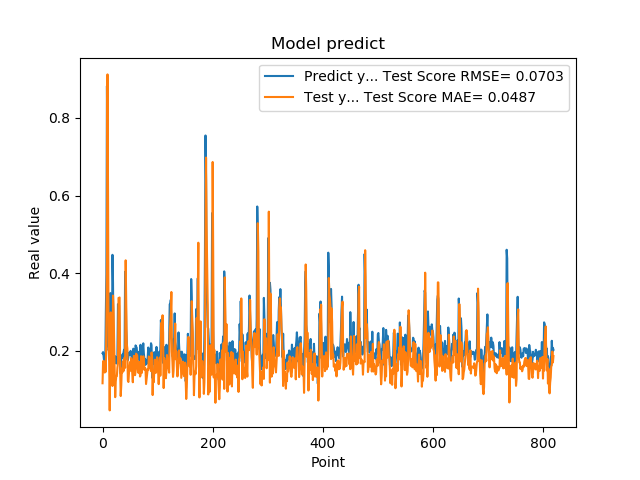 Model predict
Predict y... Test Score RMSE= 0.0703
Test y... Test Score MAE= 0.0487
Real value
0.8
0.6
0.4
0.2
0 200 400 600 800
Point